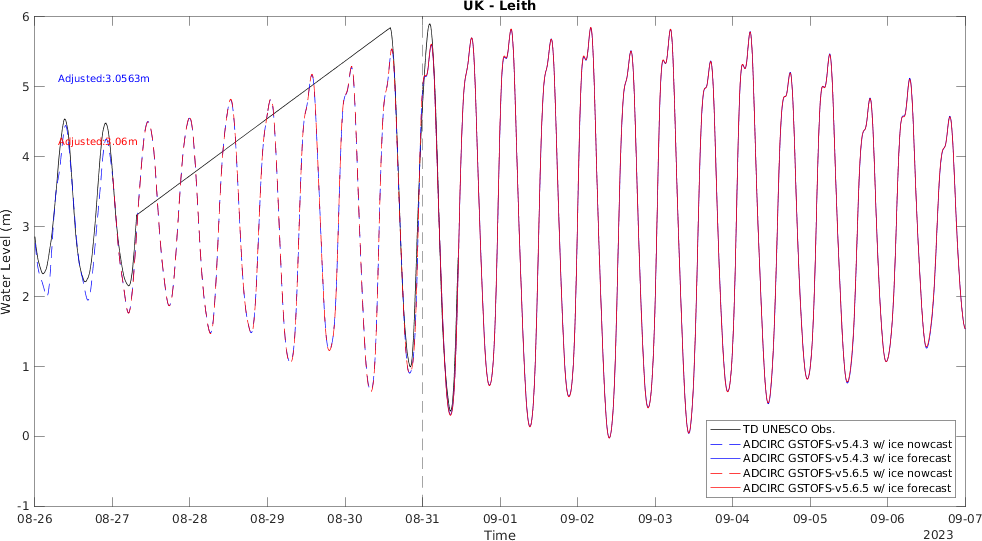 UK - Leith
6
5
4
3
2
1
0
-1
Water Level (m)
Adjusted:3.0563m
Adjusted:3.06m
TD UNESCO Obs.
ADCIRC GSTOFS-v5.4.3 w/ ice nowcast
ADCIRC GSTOFS-v5.4.3 w/ ice forecast
ADCIRC GSTOFS-v5.6.5 w/ ice nowcast
ADCIRC GSTOFS-v5.6.5 w/ ice forecast
08-26 08-27 08-28 08-29 08-30 08-31 09-01 09-02 09-03 09-04 09-05 09-06 09-07
Time
2023